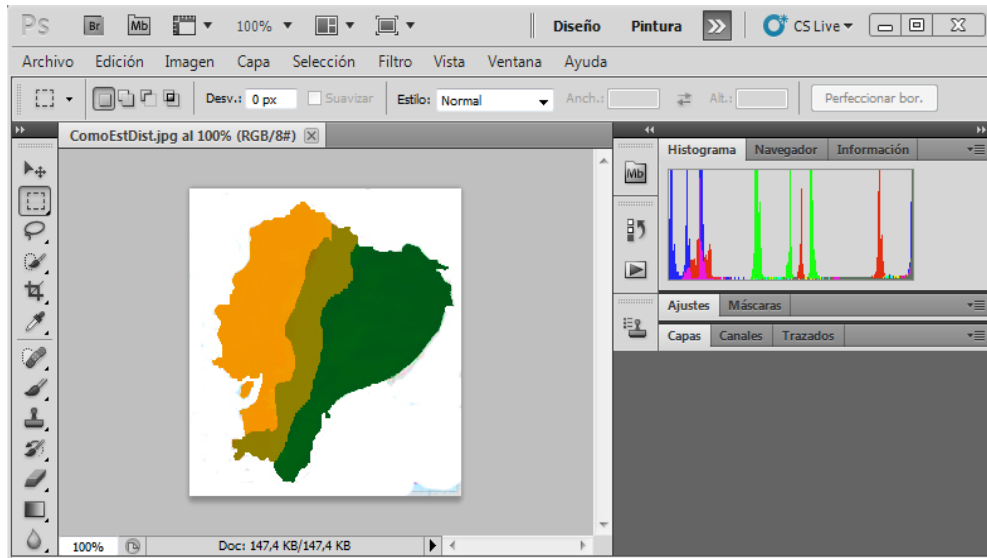 Ps Br Mb 100% Diseño Pintura CS Live
Archivo Edición Imagen Capa Selección Filtro Vista Ventana Ayuda
Desv.: 0 px Suavizar Estilo: Normal Anch.: Alt.: Perfeccionar bor.
ComoEstDist.jpg al 100% (RGB/8#)
Mb
Histograma Navegador Información
Ajustes Máscaras
Capas Canales Trazados
100% Doc: 147,4 KB/147,4 KB